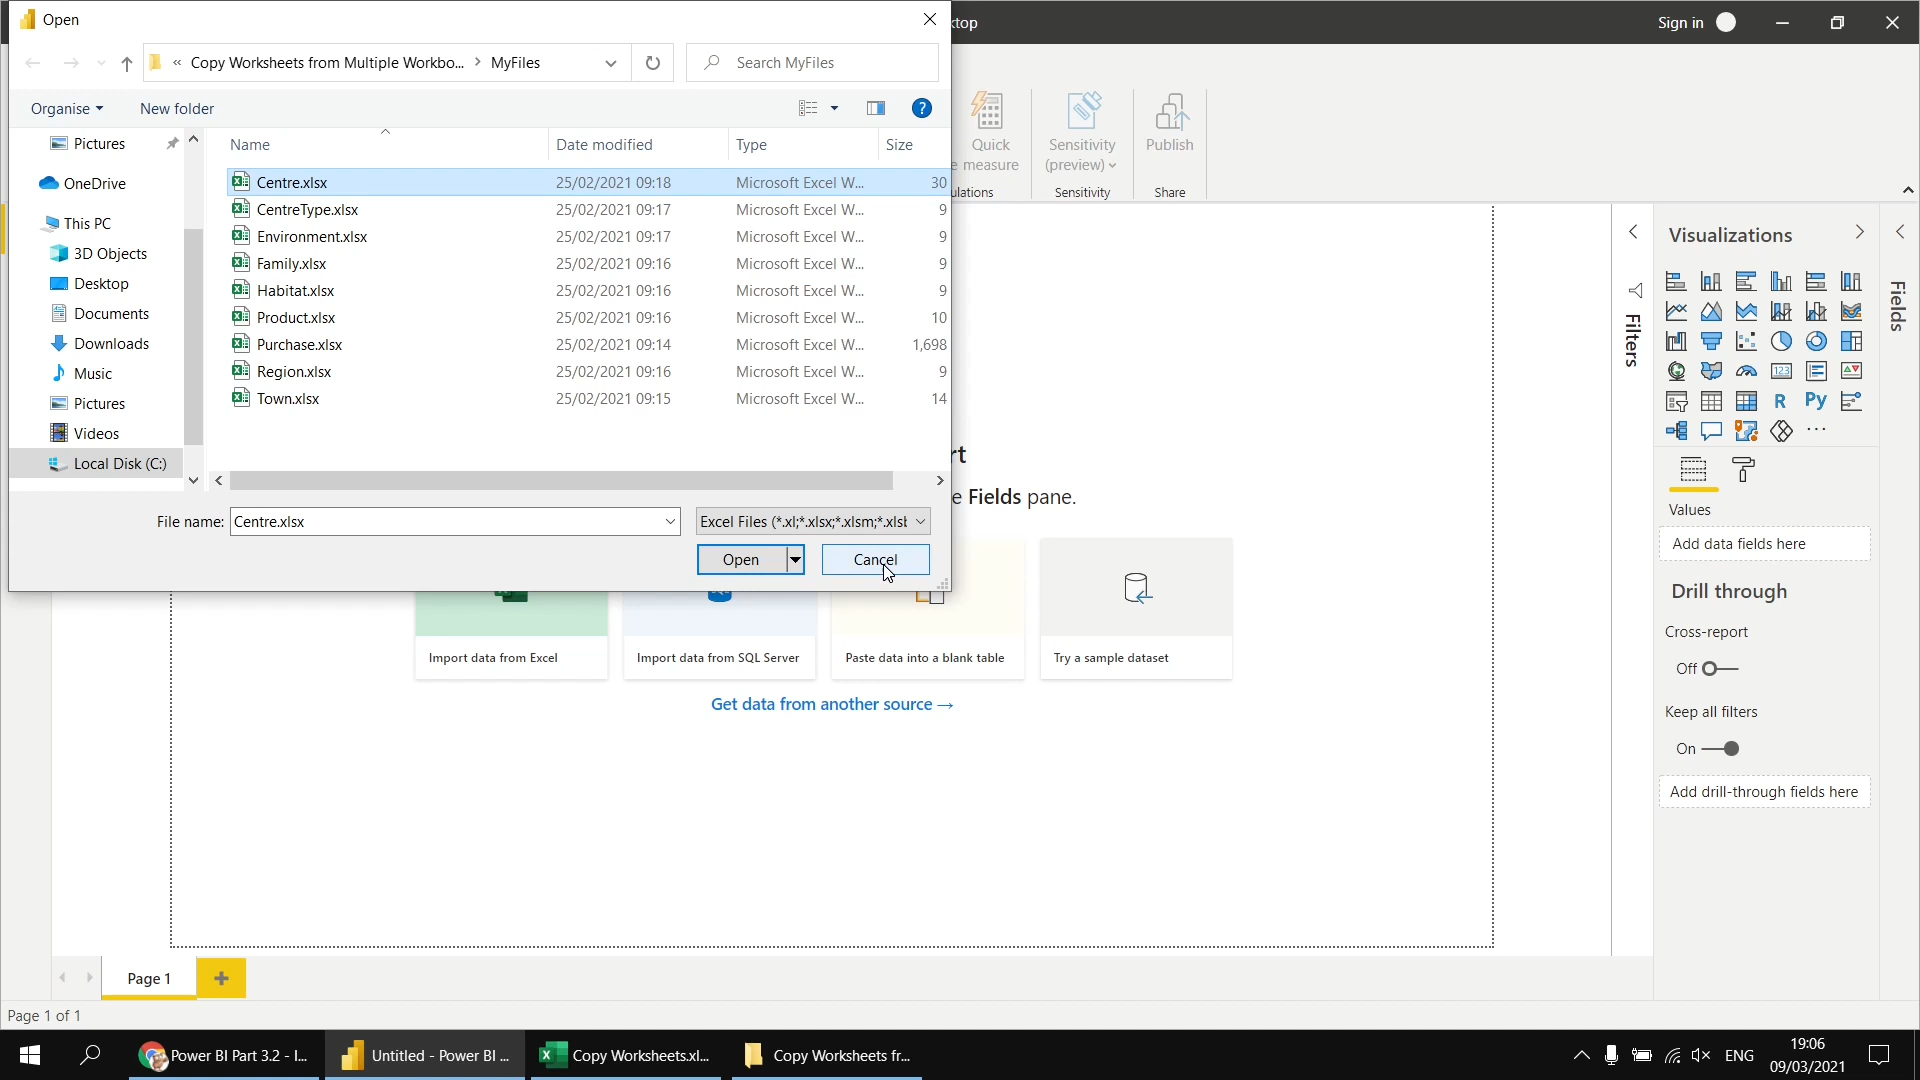 Open
ktop
Sign in
« Copy Worksheets from Multiple Workbo... > MyFiles
Search MyFiles
Organise
New folder
Pictures
OneDrive
This PC
3D Objects
Desktop
Documents
Downloads
Music
Pictures
Videos
Local Disk (C:)
Name Date modified Type Size
Centre.xlsx 25/02/2021 09:18 Microsoft Excel W... 30
CentreType.xlsx 25/02/2021 09:17 Microsoft Excel W... 9
Environment.xlsx 25/02/2021 09:17 Microsoft Excel W... 9
Family.xlsx 25/02/2021 09:16 Microsoft Excel W... 9
Habitat.xlsx 25/02/2021 09:16 Microsoft Excel W... 9
Product.xlsx 25/02/2021 09:16 Microsoft Excel W... 10
Purchase.xlsx 25/02/2021 09:14 Microsoft Excel W... 1,698
Region.xlsx 25/02/2021 09:16 Microsoft Excel W... 9
Town.xlsx 25/02/2021 09:15 Microsoft Excel W... 14
File name: Centre.xlsx
Excel Files (*.xl;*.xlsx;*.xlsm;*.xlsb
Open
Cancel
Quick
e measure
ulations
Sensitivity
(preview)
Sensitivity
Publish
Share
rt
e Fields pane.
Import data from Excel
Import data from SQL Server
Paste data into a blank table
Try a sample dataset
Get data from another source →
Filters
Visualizations
123
R
Py
...
Values
Add data fields here
Drill through
Cross-report
Off
Keep all filters
On
Add drill-through fields here
Fields
Page 1
+
Page 1 of 1
Power BI Part 3.2 - I...
Untitled - Power BI ...
Copy Worksheets.xl...
Copy Worksheets fr...
ENG
19:06
09/03/2021